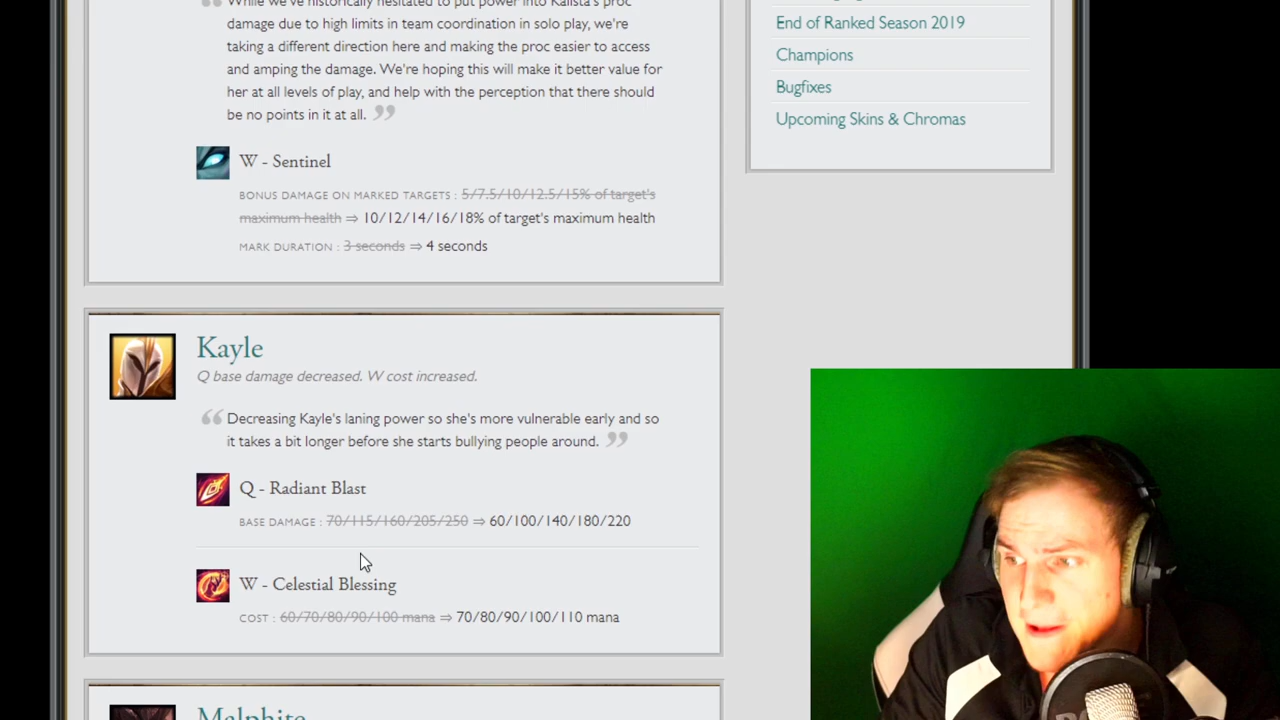 While we've historically hesitated to put power into Kalista's proc
damage due to high limits in team coordination in solo play, we're
taking a different direction here and making the proc easier to access
and amping the damage. We're hoping this will make it better value for
her at all levels of play, and help with the perception that there should
be no points in it at all. ”
W - Sentinel
BONUS DAMAGE ON MARKED TARGETS : 5/7.5/10/12.5/15% of target's
maximum health ⇒ 10/12/14/16/18% of target's maximum health
MARK DURATION : 3 seconds ⇒ 4 seconds
Kayle
Q base damage decreased. W cost increased.
“ Decreasing Kayle's laning power so she's more vulnerable early and so
it takes a bit longer before she starts bullying people around. ”
Q - Radiant Blast
BASE DAMAGE : 70/115/160/205/250 ⇒ 60/100/140/180/220
W - Celestial Blessing
COST : 60/70/80/90/100 mana ⇒ 70/80/90/100/110 mana
Malphite
End of Ranked Season 2019
Champions
Bugfixes
Upcoming Skins & Chromas